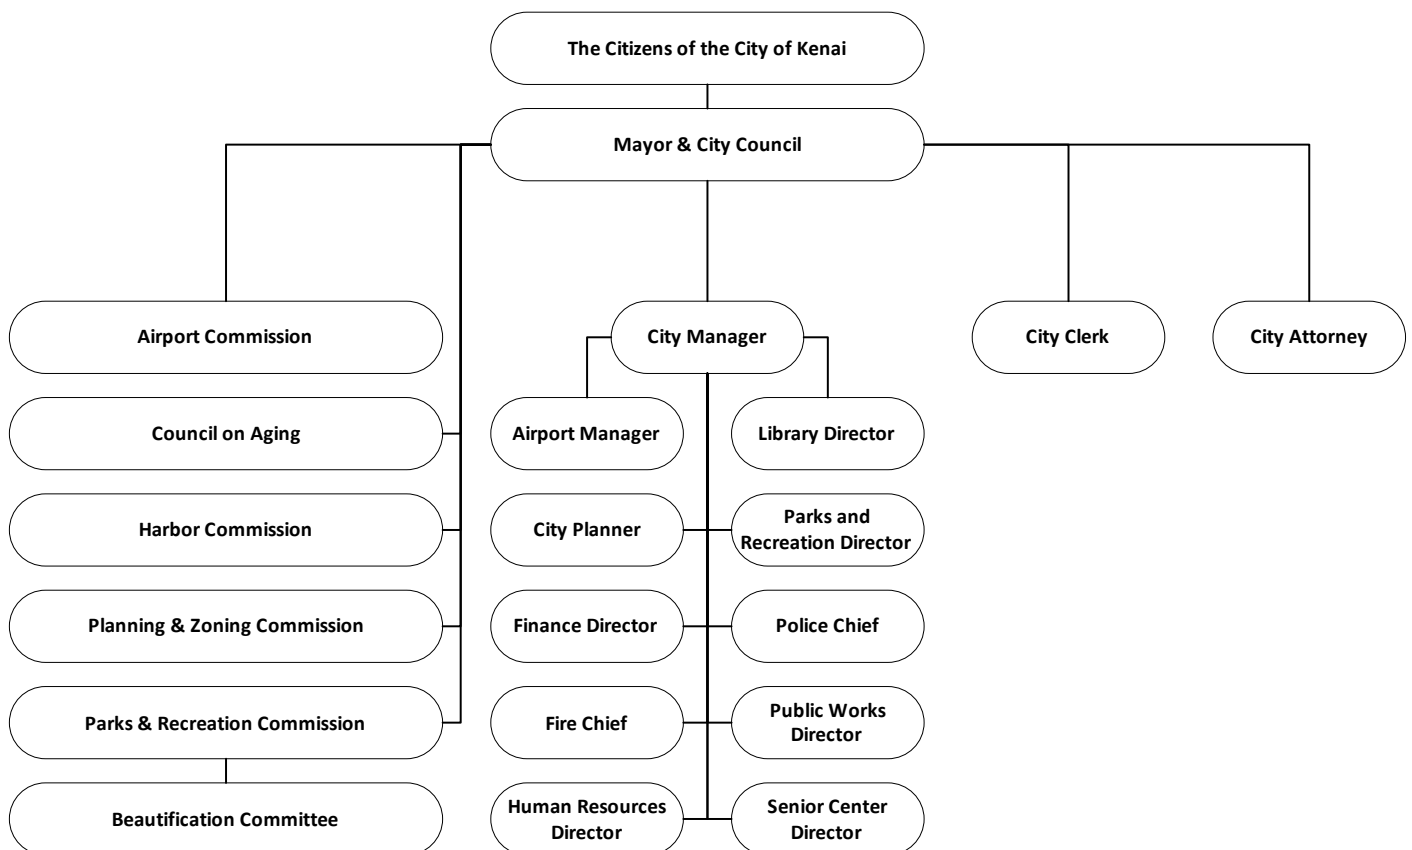 The Citizens of the City of Kenai
Mayor & City Council
Airport Commission
City Manager
City Clerk
City Attorney
Council on Aging
Airport Manager
Library Director
Harbor Commission
City Planner
Parks and
Recreation Director
Planning & Zoning Commission
Finance Director
Police Chief
Parks & Recreation Commission
Fire Chief
Public Works
Director
Beautification Committee
Human Resources
Director
Senior Center
Director